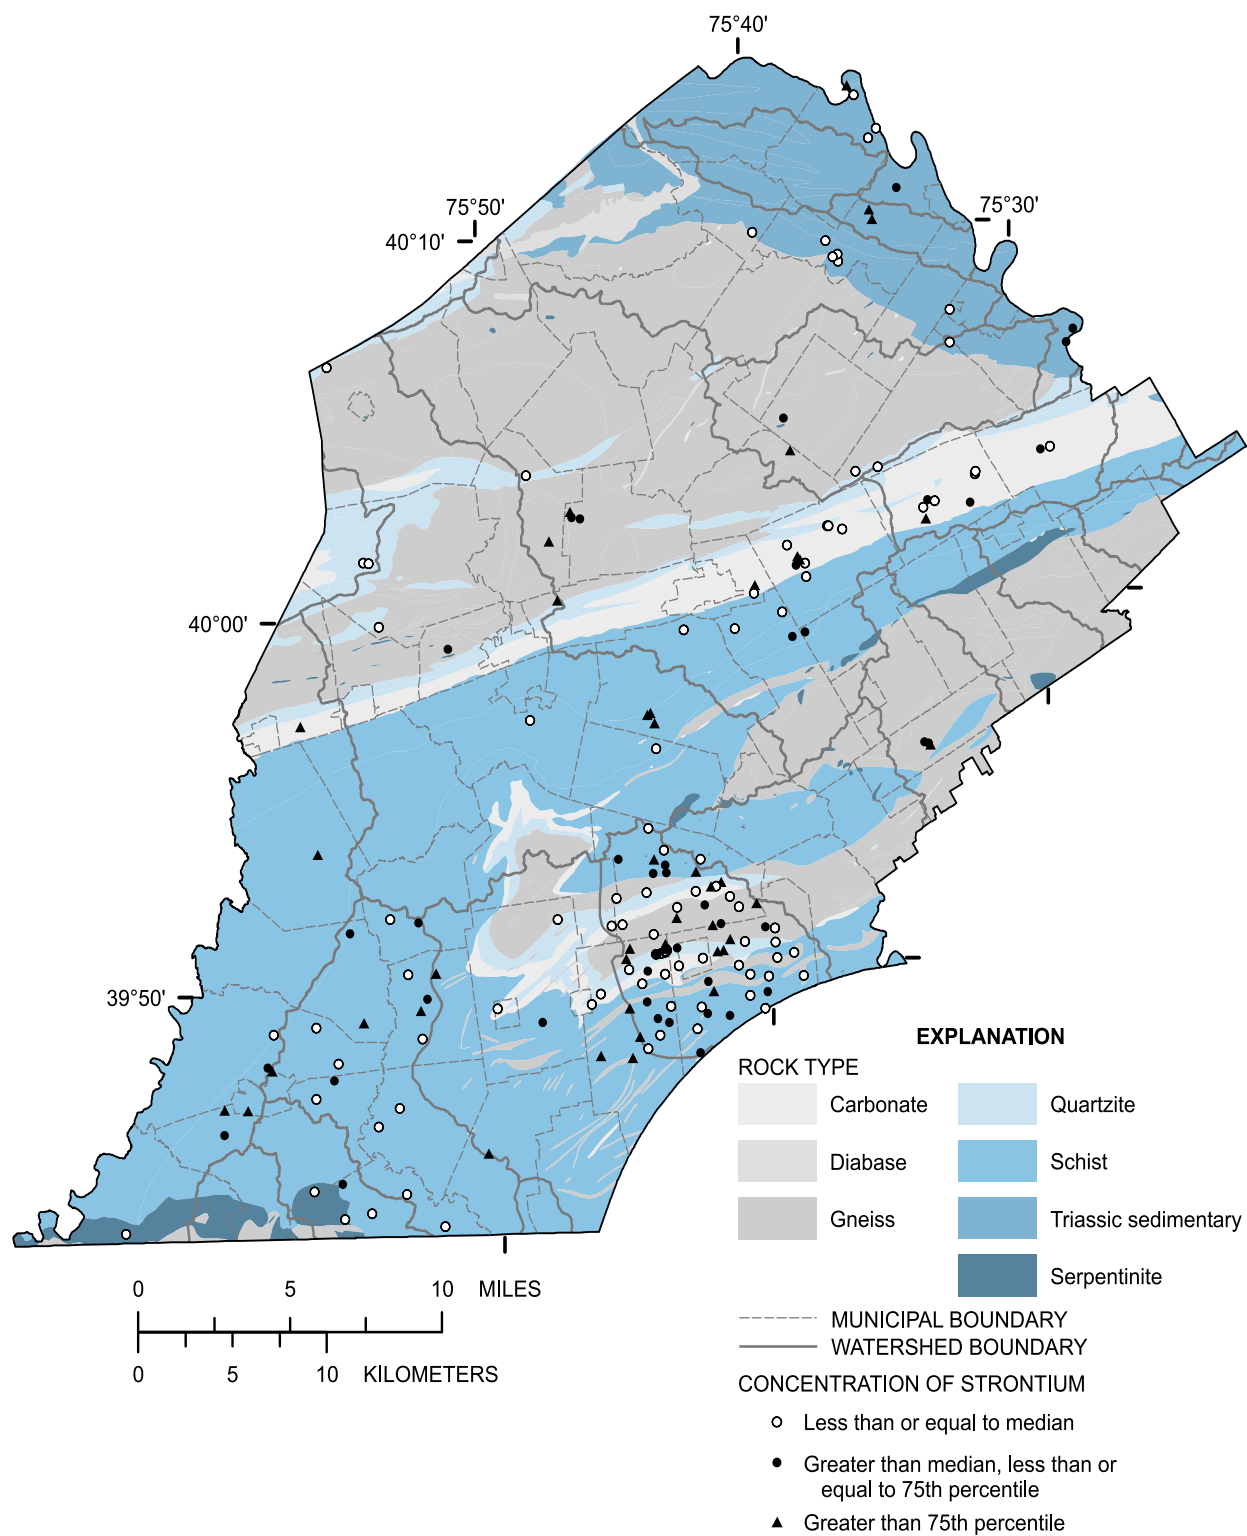 75°40'
75°50'
75°30'
40°10'
40°00'
39°50'
EXPLANATION
ROCK TYPE
Carbonate
Quartzite
Diabase
Schist
Gneiss
Triassic sedimentary
Serpentinite
0 5 10 MILES
0 5 10 KILOMETERS
MUNICIPAL BOUNDARY
WATERSHED BOUNDARY
CONCENTRATION OF STRONTIUM
Less than or equal to median
Greater than median, less than or
equal to 75th percentile
Greater than 75th percentile